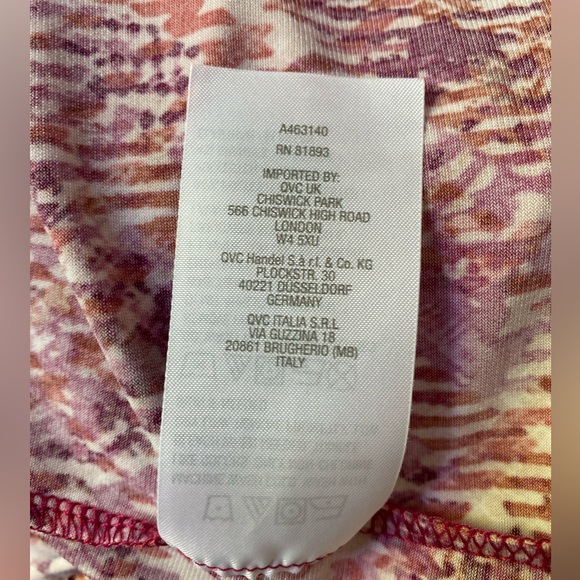 A463140
RN 81893
IMPORTED BY:
QVC UK
CHISWICK PARK
566 CHISWICK HIGH ROAD
LONDON
W4 5XU
QVC Handel S.à r.l. & Co. KG
PLOCKSTR. 30
40221 DÜSSELDORF
GERMANY
QVC ITALIA S.R.L
VIA GUZZINA 18
20861 BRUGHERIO (MB)
ITALY